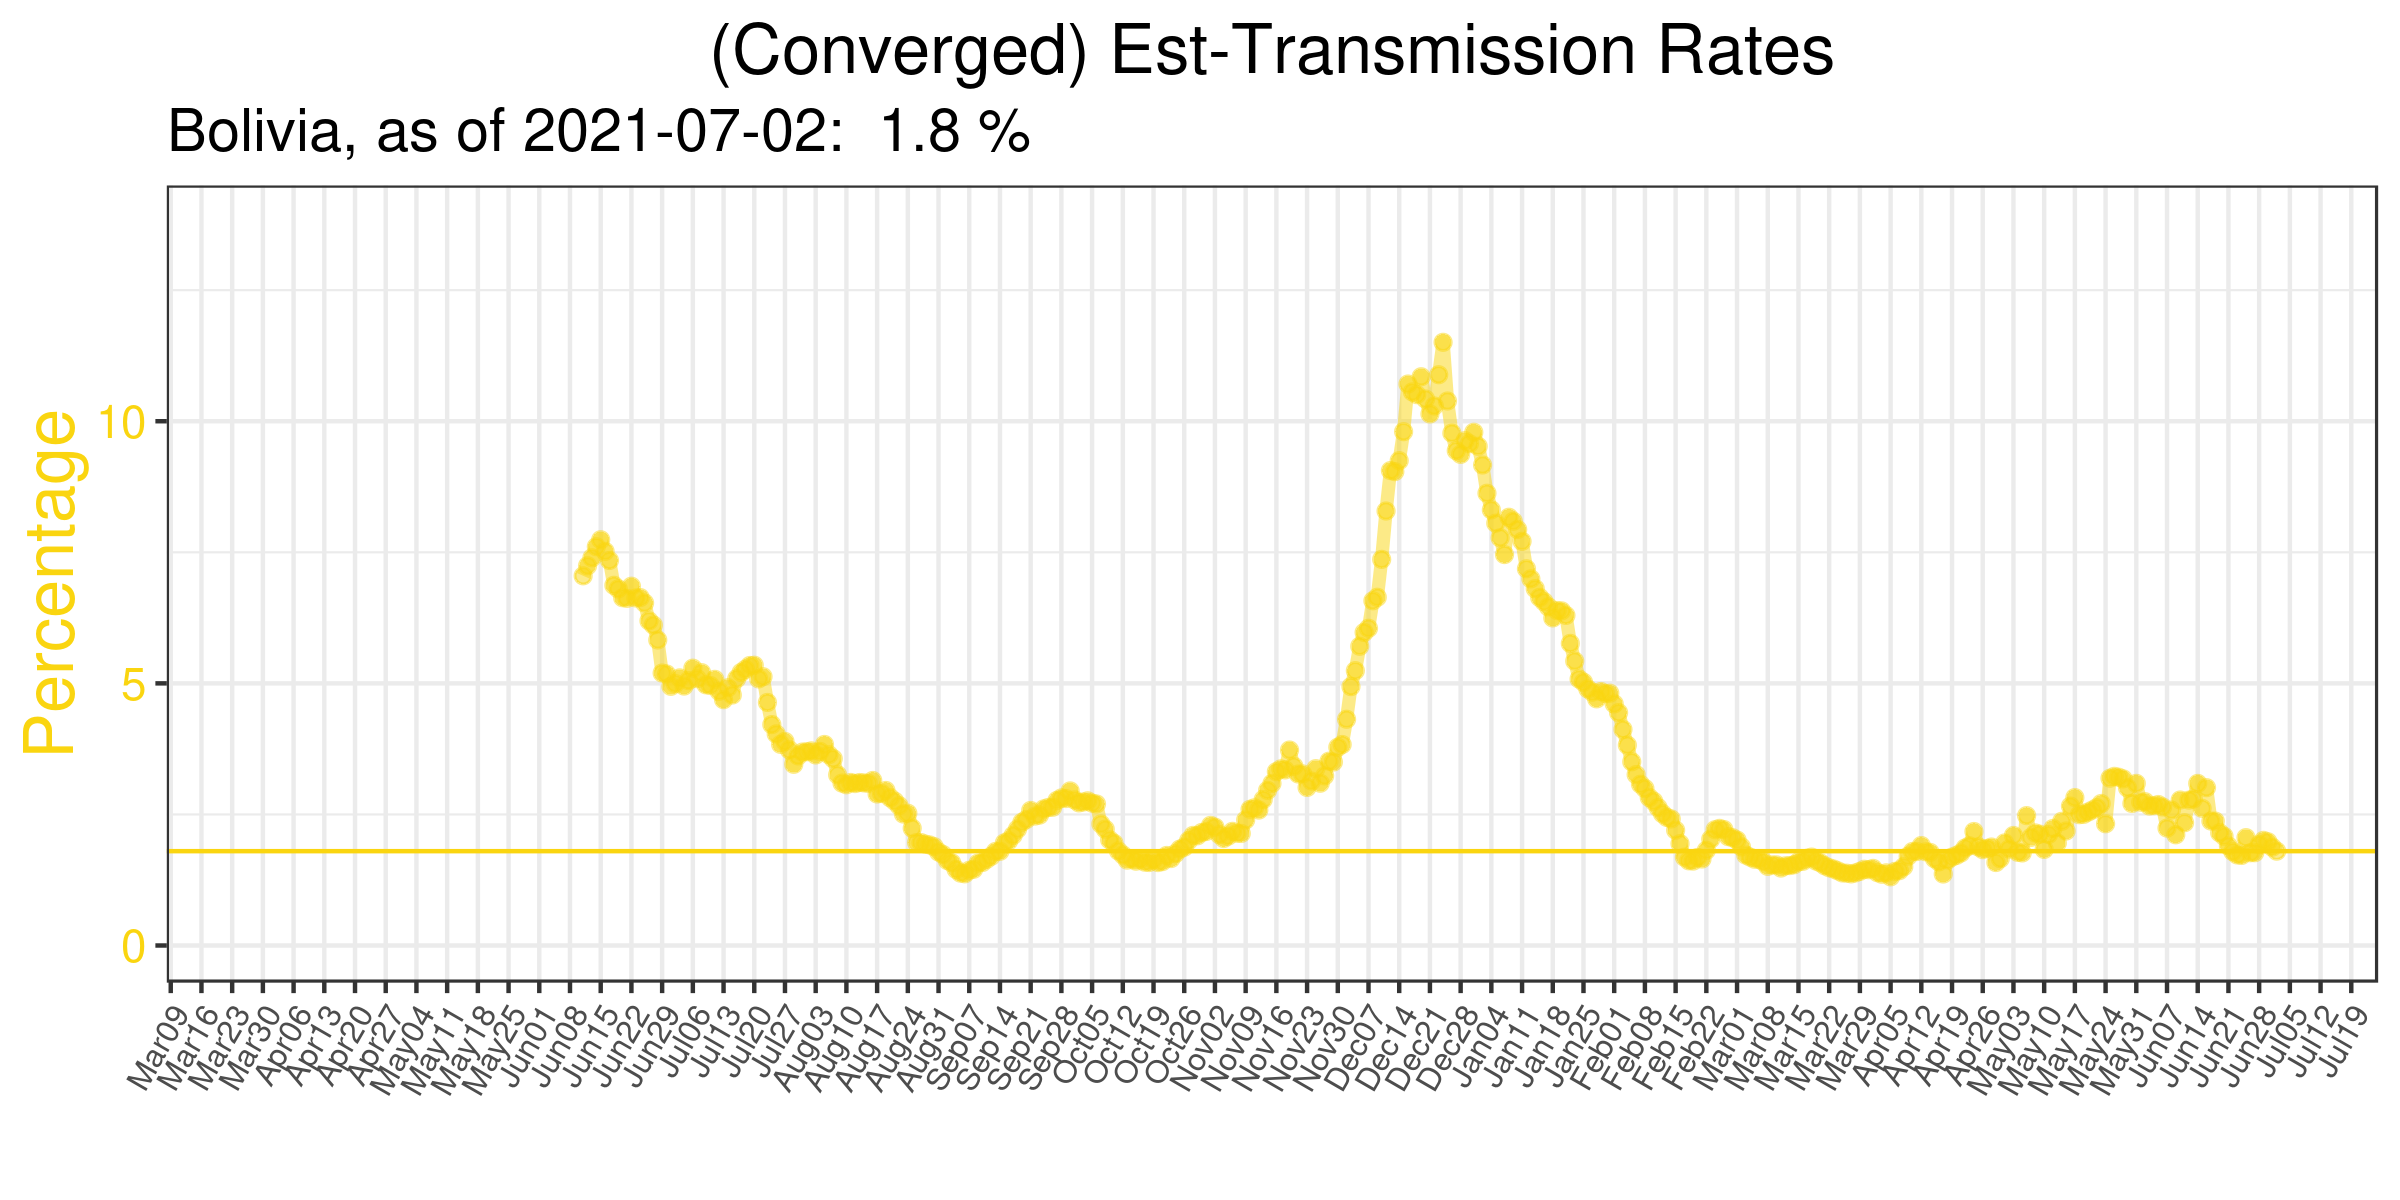 (Converged) Est-Transmission Rates
Bolivia, as of 2021-07-02:  1.8 %
Percentage
10
5
0
Mar09
Mar16
Mar23
Mar30
Apr06
Apr13
Apr20
Apr27
May04
May11
May18
May25
Jun01
Jun08
Jun15
Jun22
Jun29
Jul06
Jul13
Jul20
Jul27
Aug03
Aug10
Aug17
Aug24
Aug31
Sep07
Sep14
Sep21
Sep28
Oct05
Oct12
Oct19
Oct26
Nov02
Nov09
Nov16
Nov23
Nov30
Dec07
Dec14
Dec21
Dec28
Jan04
Jan11
Jan18
Jan25
Feb01
Feb08
Feb15
Feb22
Mar01
Mar08
Mar15
Mar22
Mar29
Apr05
Apr12
Apr19
Apr26
May03
May10
May17
May24
May31
Jun07
Jun14
Jun21
Jun28
Jul05
Jul12
Jul19